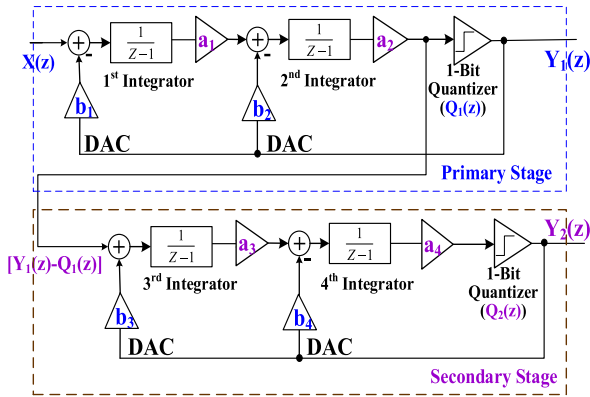 X(z)
-
1
Z-1
a1
-
1
Z-1
a2
Y1(z)
1st Integrator
2nd Integrator
1-Bit
Quantizer
(Q1(z))
b1
b2
DAC
DAC
Primary Stage
[Y1(z)-Q1(z)]
1
Z-1
a3
-
1
Z-1
a4
Y2(z)
3rd Integrator
4th Integrator
1-Bit
Quantizer
(Q2(z))
b3
b4
DAC
DAC
Secondary Stage